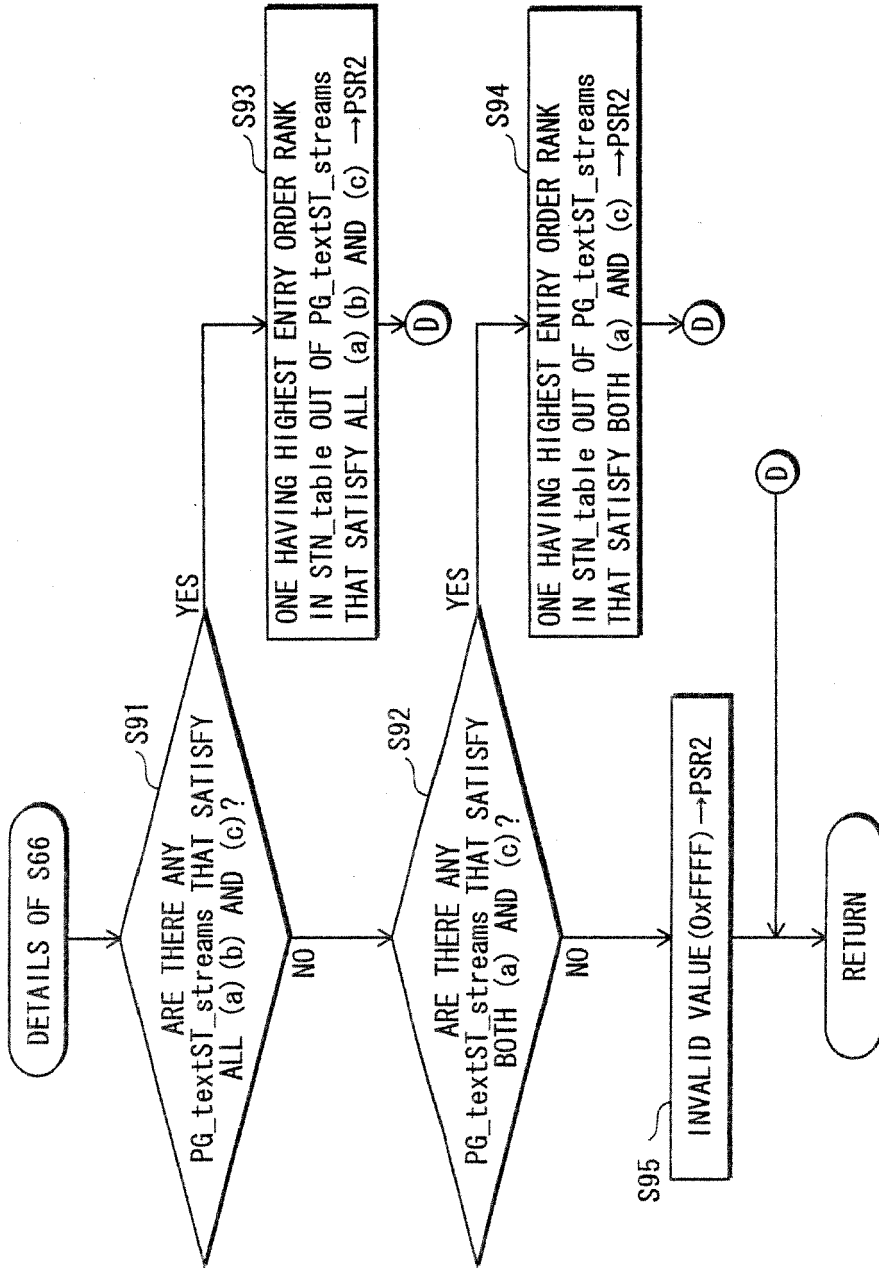 DETAILS OF S66
S91
ARE THERE ANY
PG_textST_streams THAT SATISFY
ALL (a)(b) AND (c)?
YES
NO
S93
ONE HAVING HIGHEST ENTRY ORDER RANK
IN STN_table OUT OF PG_textST_streams
THAT SATISFY ALL (a)(b) AND (c) →PSR2
D
S92
ARE THERE ANY
PG_textST_streams THAT SATISFY
BOTH (a) AND (c)?
YES
NO
S94
ONE HAVING HIGHEST ENTRY ORDER RANK
IN STN_table OUT OF PG_textST_streams
THAT SATISFY BOTH (a) AND (c) →PSR2
D
S95
INVALID VALUE(0xFFFF)→PSR2
D
RETURN